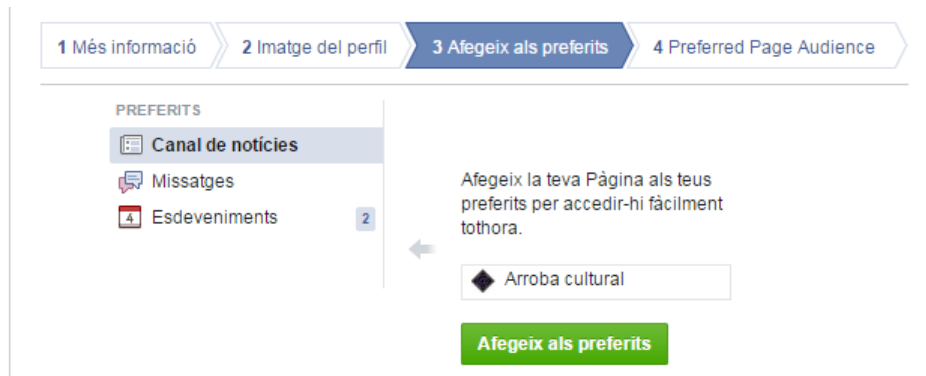 1 Més informació
2 Imatge del perfil
3 Afegeix als preferits
4 Preferred Page Audience
PREFERITS
Canal de notícies
Missatges
4 Esdeveniments 2
Afegeix la teva Pàgina als teus
preferits per accedir-hi fàcilment
tothora.
Arroba cultural
Afegeix als preferits